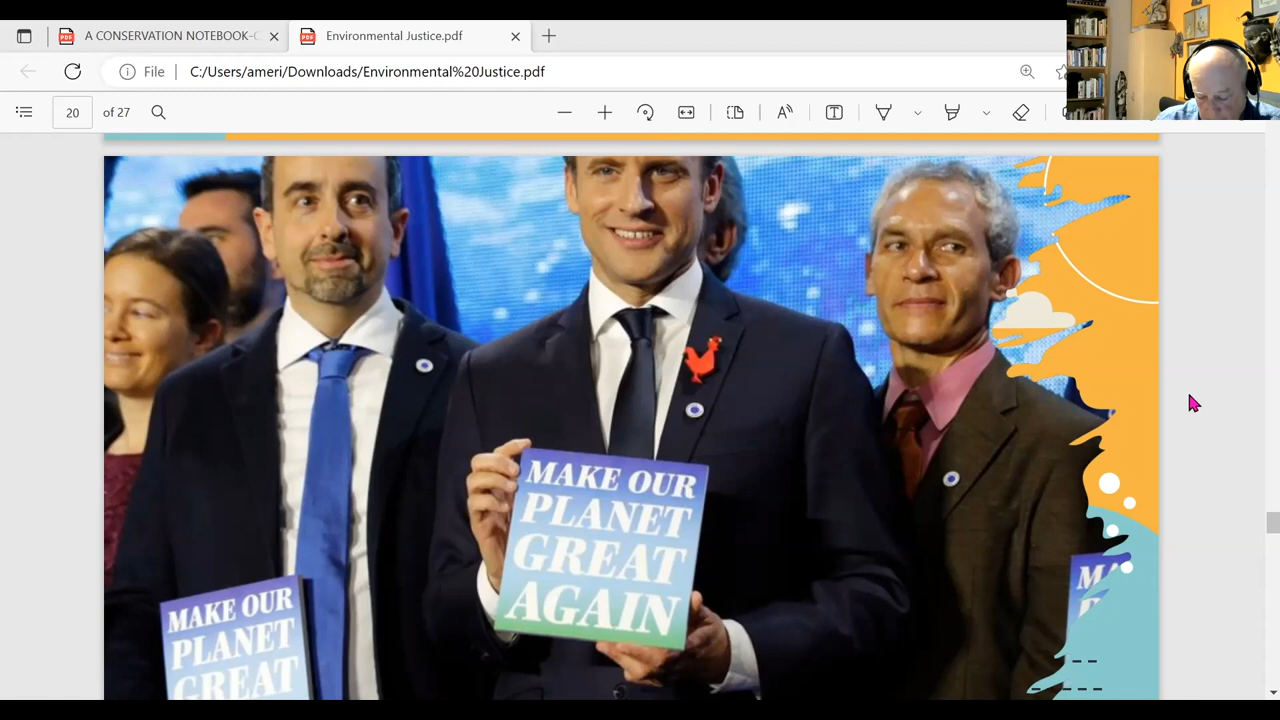 A CONSERVATION NOTEBOOK-C
Environmental Justice.pdf
File
C:/Users/ameri/Downloads/Environmental%20Justice.pdf
20
of 27
MAKE OUR
PLANET
GREAT
AGAIN
MAKE OUR
PLANET
GREAT